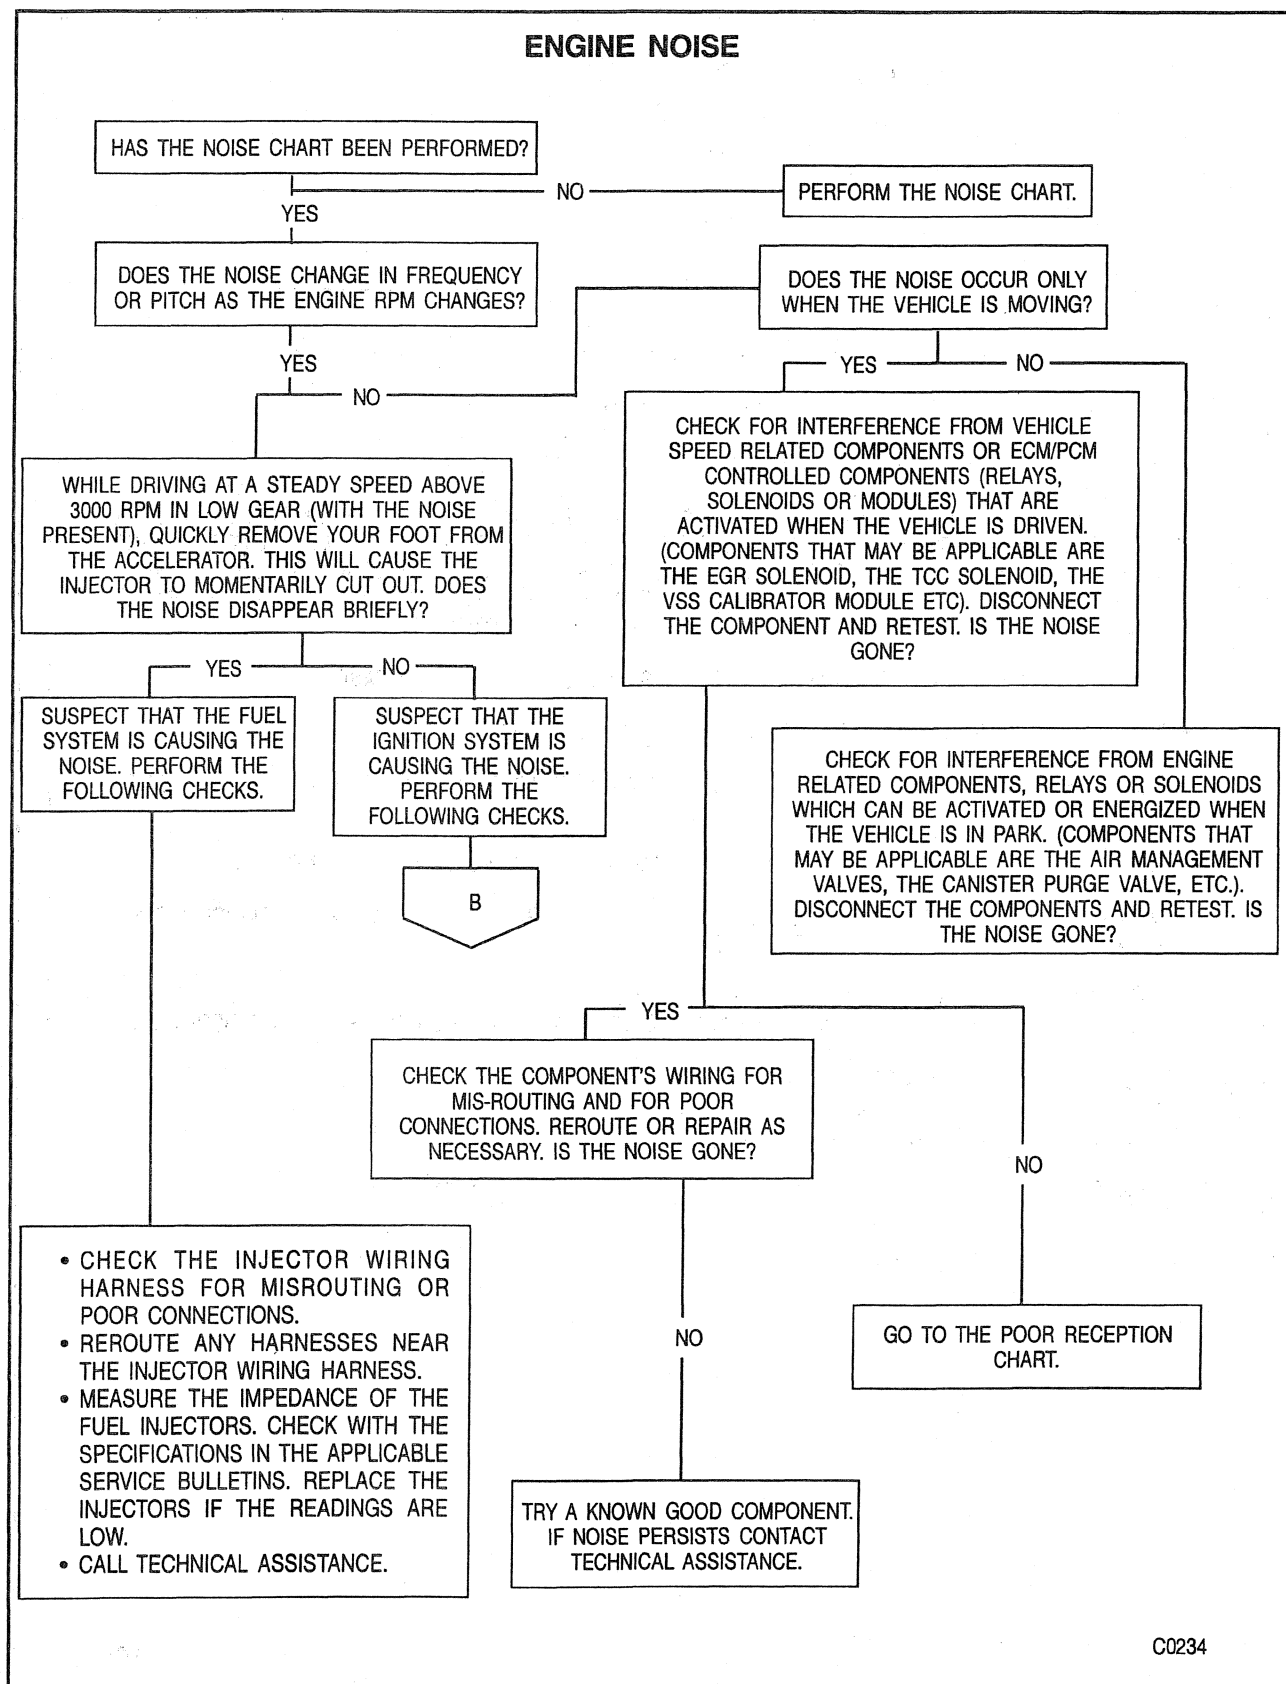 ENGINE NOISE
HAS THE NOISE CHART BEEN PERFORMED?
NO
PERFORM THE NOISE CHART.
YES
DOES THE NOISE CHANGE IN FREQUENCY
OR PITCH AS THE ENGINE RPM CHANGES?
DOES THE NOISE OCCUR ONLY
WHEN THE VEHICLE IS MOVING?
YES
NO
YES
NO
WHILE DRIVING AT A STEADY SPEED ABOVE
3000 RPM IN LOW GEAR (WITH THE NOISE
PRESENT), QUICKLY REMOVE YOUR FOOT FROM
THE ACCELERATOR. THIS WILL CAUSE THE
INJECTOR TO MOMENTARILY CUT OUT. DOES
THE NOISE DISAPPEAR BRIEFLY?
CHECK FOR INTERFERENCE FROM VEHICLE
SPEED RELATED COMPONENTS OR ECM/PCM
CONTROLLED COMPONENTS (RELAYS,
SOLENOIDS OR MODULES) THAT ARE
ACTIVATED WHEN THE VEHICLE IS DRIVEN.
(COMPONENTS THAT MAY BE APPLICABLE ARE
THE EGR SOLENOID, THE TCC SOLENOID, THE
VSS CALIBRATOR MODULE ETC). DISCONNECT
THE COMPONENT AND RETEST. IS THE NOISE
GONE?
YES
NO
SUSPECT THAT THE FUEL
SYSTEM IS CAUSING THE
NOISE. PERFORM THE
FOLLOWING CHECKS.
SUSPECT THAT THE
IGNITION SYSTEM IS
CAUSING THE NOISE.
PERFORM THE
FOLLOWING CHECKS.
B
CHECK FOR INTERFERENCE FROM ENGINE
RELATED COMPONENTS, RELAYS OR SOLENOIDS
WHICH CAN BE ACTIVATED OR ENERGIZED WHEN
THE VEHICLE IS IN PARK. (COMPONENTS THAT
MAY BE APPLICABLE ARE THE AIR MANAGEMENT
VALVES, THE CANISTER PURGE VALVE, ETC.).
DISCONNECT THE COMPONENTS AND RETEST. IS
THE NOISE GONE?
YES
CHECK THE COMPONENT'S WIRING FOR
MIS-ROUTING AND FOR POOR
CONNECTIONS. REROUTE OR REPAIR AS
NECESSARY. IS THE NOISE GONE?
NO
• CHECK THE INJECTOR WIRING
HARNESS FOR MISROUTING OR
POOR CONNECTIONS.
• REROUTE ANY HARNESSES NEAR
THE INJECTOR WIRING HARNESS.
• MEASURE THE IMPEDANCE OF THE
FUEL INJECTORS. CHECK WITH THE
SPECIFICATIONS IN THE APPLICABLE
SERVICE BULLETINS. REPLACE THE
INJECTORS IF THE READINGS ARE
LOW.
• CALL TECHNICAL ASSISTANCE.
NO
GO TO THE POOR RECEPTION
CHART.
TRY A KNOWN GOOD COMPONENT.
IF NOISE PERSISTS CONTACT
TECHNICAL ASSISTANCE.
C0234